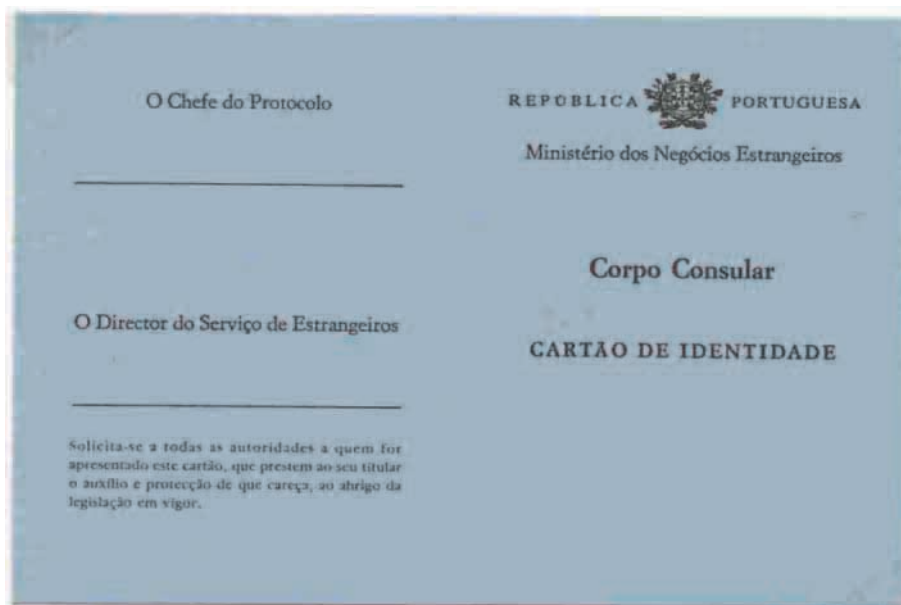 O Chefe do Protocolo
O Director do Serviço de Estrangeiros
Solicita-se a todas as autoridades a quem for
apresentado este cartão, que prestem ao seu titular
o auxílio e protecção de que careça, ao abrigo da
legislação em vigor.
REPÚBLICA PORTUGUESA
Ministério dos Negócios Estrangeiros
Corpo Consular
CARTÃO DE IDENTIDADE